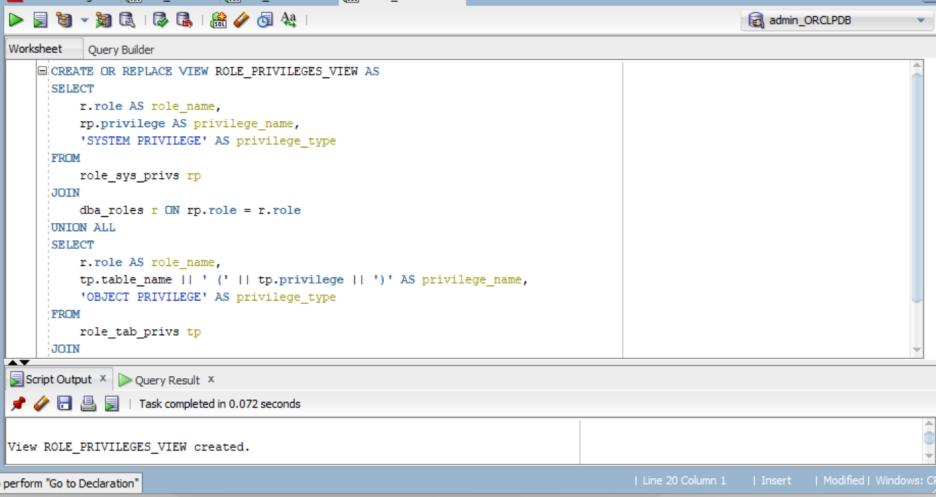 admin_ORCLPDB
Worksheet Query Builder
CREATE OR REPLACE VIEW ROLE_PRIVILEGES_VIEW AS
SELECT
r.role AS role_name,
rp.privilege AS privilege_name,
'SYSTEM PRIVILEGE' AS privilege_type
FROM
role_sys_privs rp
JOIN
dba_roles r ON rp.role = r.role
UNION ALL
SELECT
r.role AS role_name,
tp.table_name || ' (' || tp.privilege || ')' AS privilege_name,
'OBJECT PRIVILEGE' AS privilege_type
FROM
role_tab_privs tp
JOIN
Script Output x Query Result x
Task completed in 0.072 seconds
View ROLE_PRIVILEGES_VIEW created.
perform "Go to Declaration" | Line 20 Column 1 | Insert | Modified | Windows: